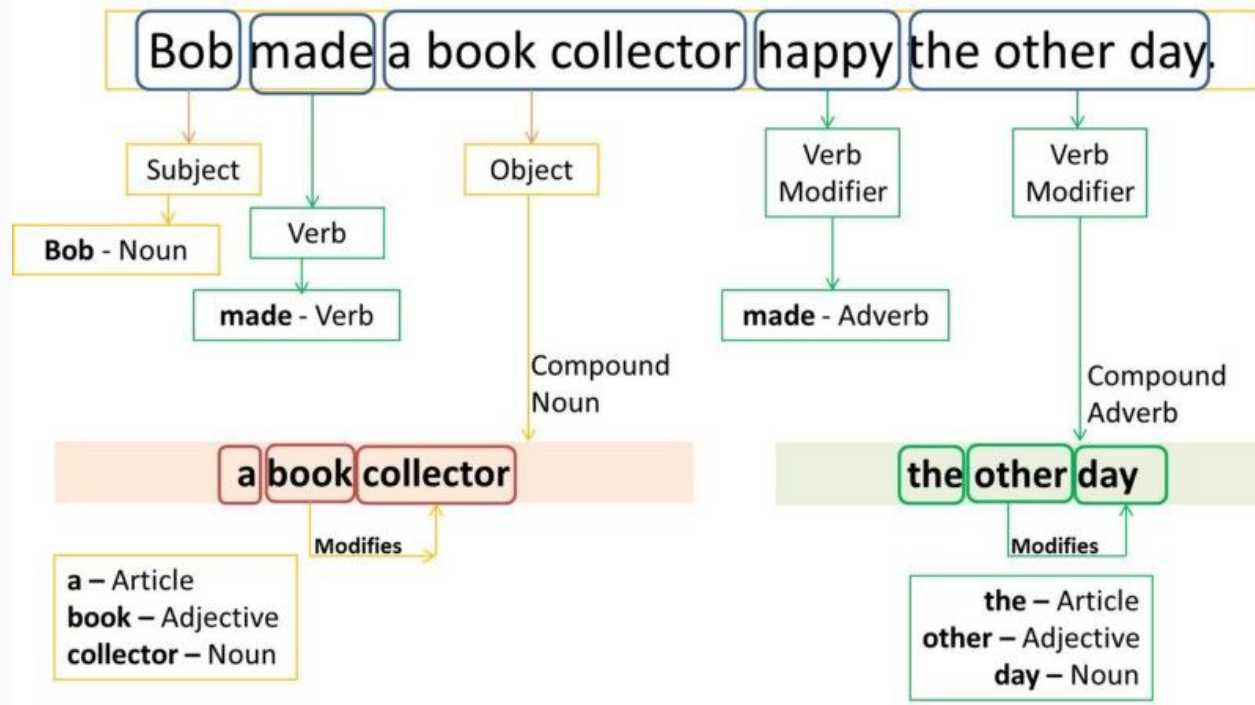 Bob made a book collector happy the other day.
Subject
Object
Verb
Modifier
Verb
Modifier
Bob - Noun
Verb
made - Verb
made - Adverb
Compound
Noun
Compound
Adverb
a book collector
Modifies
a – Article
book – Adjective
collector – Noun
the other day
Modifies
the – Article
other – Adjective
day – Noun